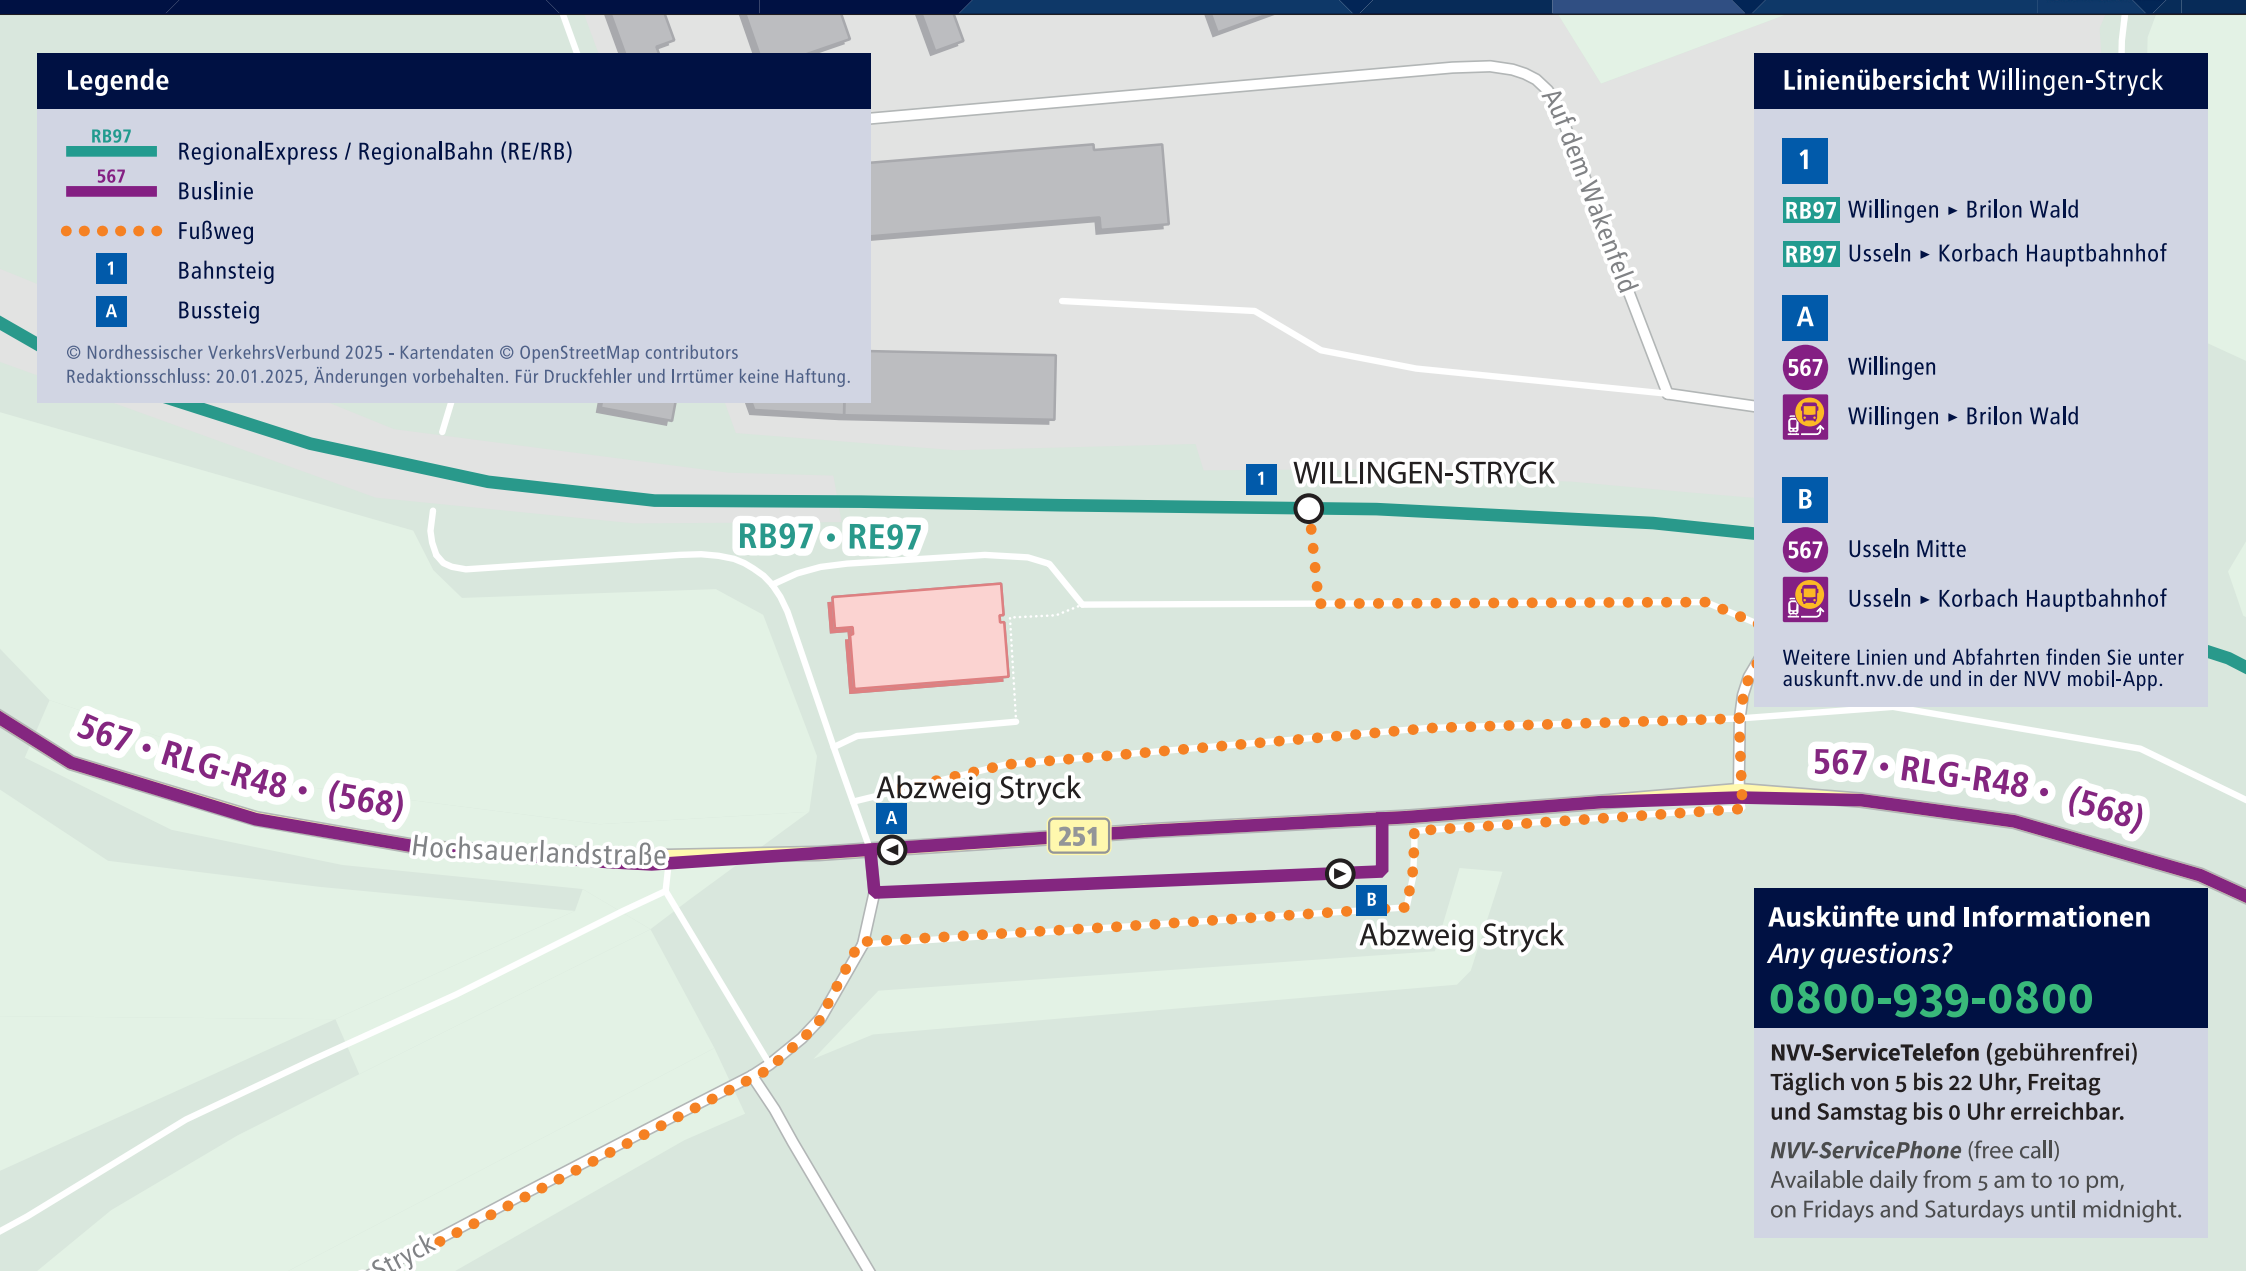 Legende
RB97
RegionalExpress / RegionalBahn (RE/RB)
567
Buslinie
Fußweg
1 Bahnsteig
A Bussteig
© Nordhessischer VerkehrsVerbund 2025 - Kartendaten © OpenStreetMap contributors
Redaktionsschluss: 20.01.2025, Änderungen vorbehalten. Für Druckfehler und Irrtümer keine Haftung.
Auf dem Wakenfeld
1 WILLINGEN-STRYCK
RB97 • RE97
567 • RLG-R48 • (568)
Hochsauerlandstraße
Abzweig Stryck
A
251
B
Abzweig Stryck
567 • RLG-R48 • (568)
Stryck
Linienübersicht Willingen-Stryck
1
RB97 Willingen ▸ Brilon Wald
RB97 Usseln ▸ Korbach Hauptbahnhof
A
567 Willingen
Willingen ▸ Brilon Wald
B
567 Usseln Mitte
Usseln ▸ Korbach Hauptbahnhof
Weitere Linien und Abfahrten finden Sie unter
auskunft.nvv.de und in der NVV mobil-App.
Auskünfte und Informationen
Any questions?
0800-939-0800
NVV-ServiceTelefon (gebührenfrei)
Täglich von 5 bis 22 Uhr, Freitag
und Samstag bis 0 Uhr erreichbar.
NVV-ServicePhone (free call)
Available daily from 5 am to 10 pm,
on Fridays and Saturdays until midnight.